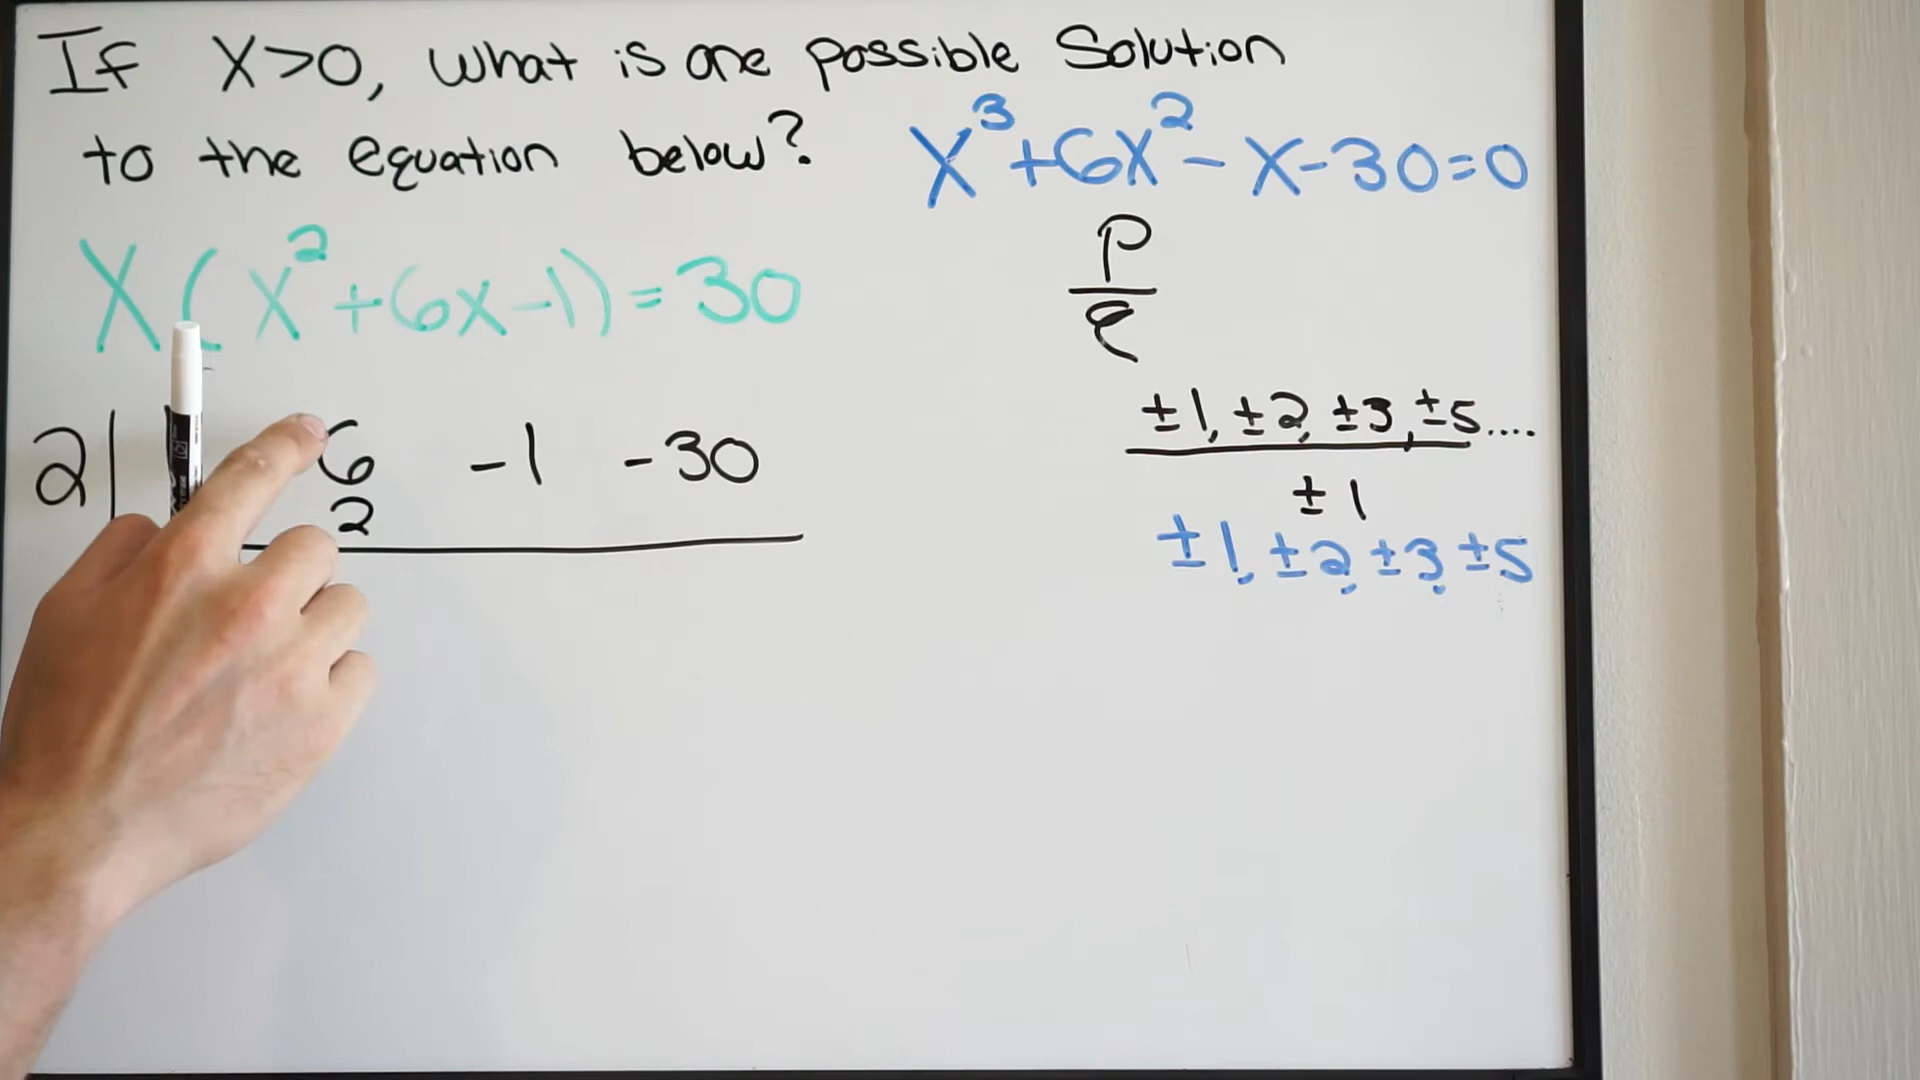 If X>0, what is one possible Solution
to the equation below?
X³+6X²-X-30=0
X(X²+6x-1)=30
P
q
±1, ±2, ±3, ±5....
±1
±1, ±2, ±3, ±5
2| 6 -1 -30
2